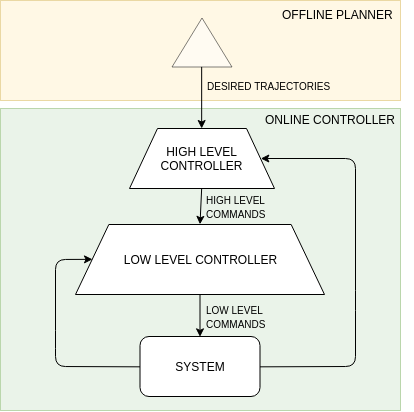 OFFLINE PLANNER
DESIRED TRAJECTORIES
ONLINE CONTROLLER
HIGH LEVEL
CONTROLLER
HIGH LEVEL
COMMANDS
LOW LEVEL CONTROLLER
LOW LEVEL
COMMANDS
SYSTEM